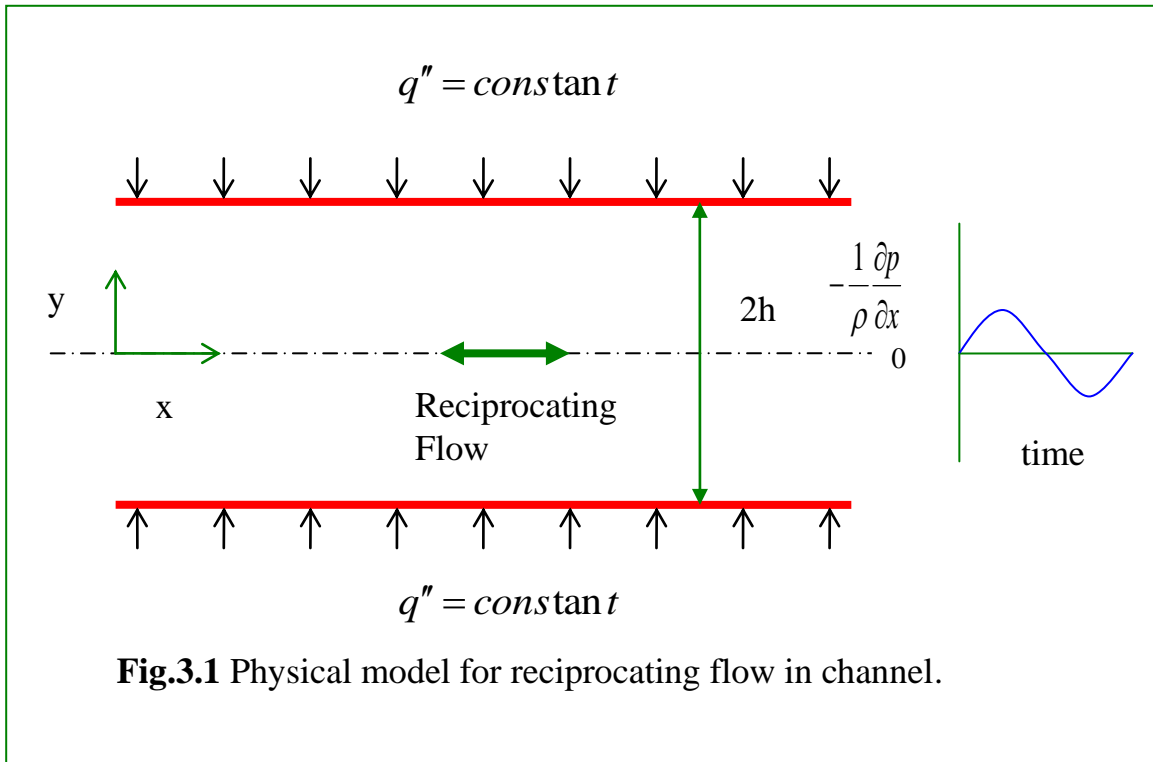 q″ = constant
y
2h
-1/ρ ∂p/∂x
0
x
Reciprocating
Flow
time
q″ = constant
Fig.3.1 Physical model for reciprocating flow in channel.